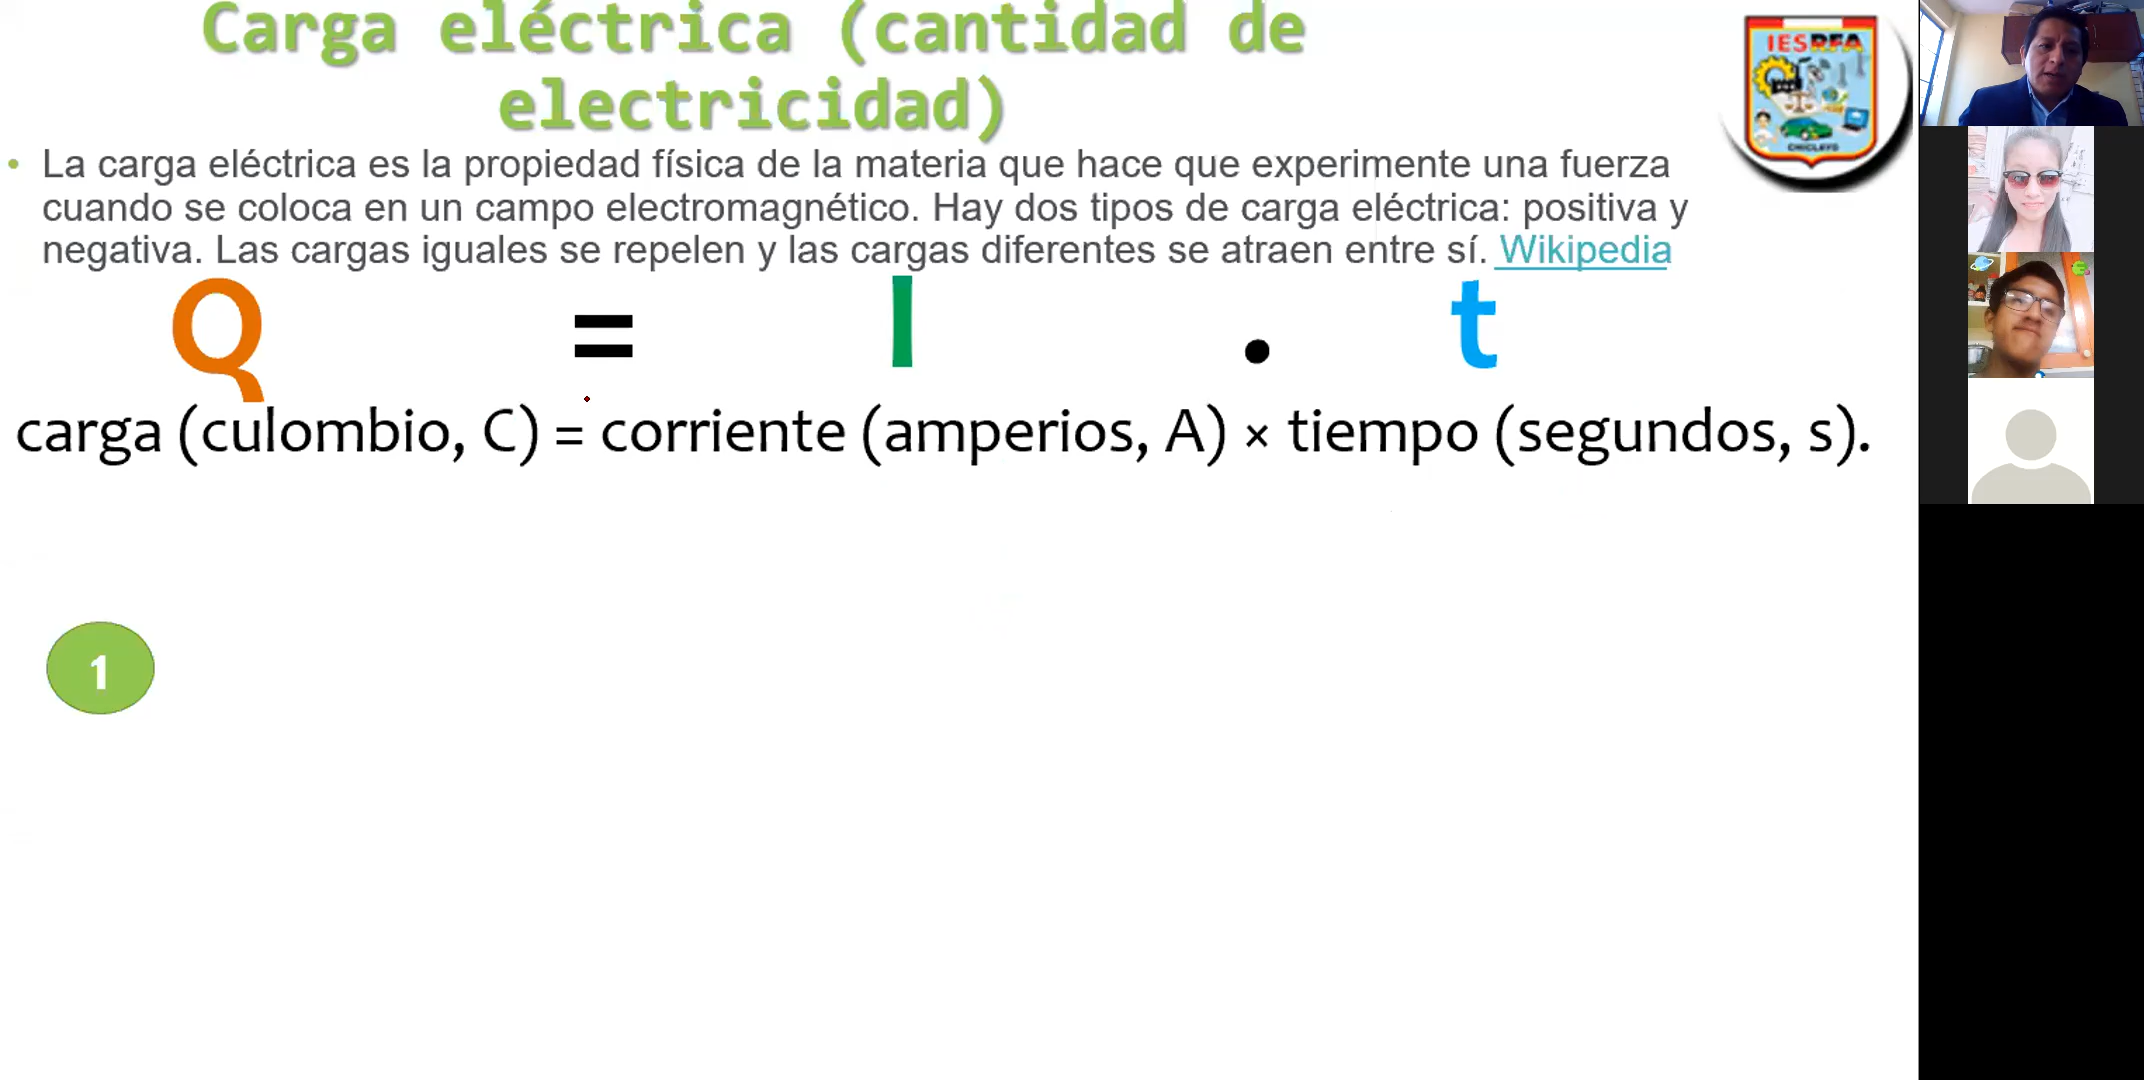 Carga eléctrica (cantidad de
electricidad)
IESRFA
CHICLAYO
• La carga eléctrica es la propiedad física de la materia que hace que experimente una fuerza
cuando se coloca en un campo electromagnético. Hay dos tipos de carga eléctrica: positiva y
negativa. Las cargas iguales se repelen y las cargas diferentes se atraen entre sí. Wikipedia
Q = I . t
carga (culombio, C) = corriente (amperios, A) × tiempo (segundos, s).
1